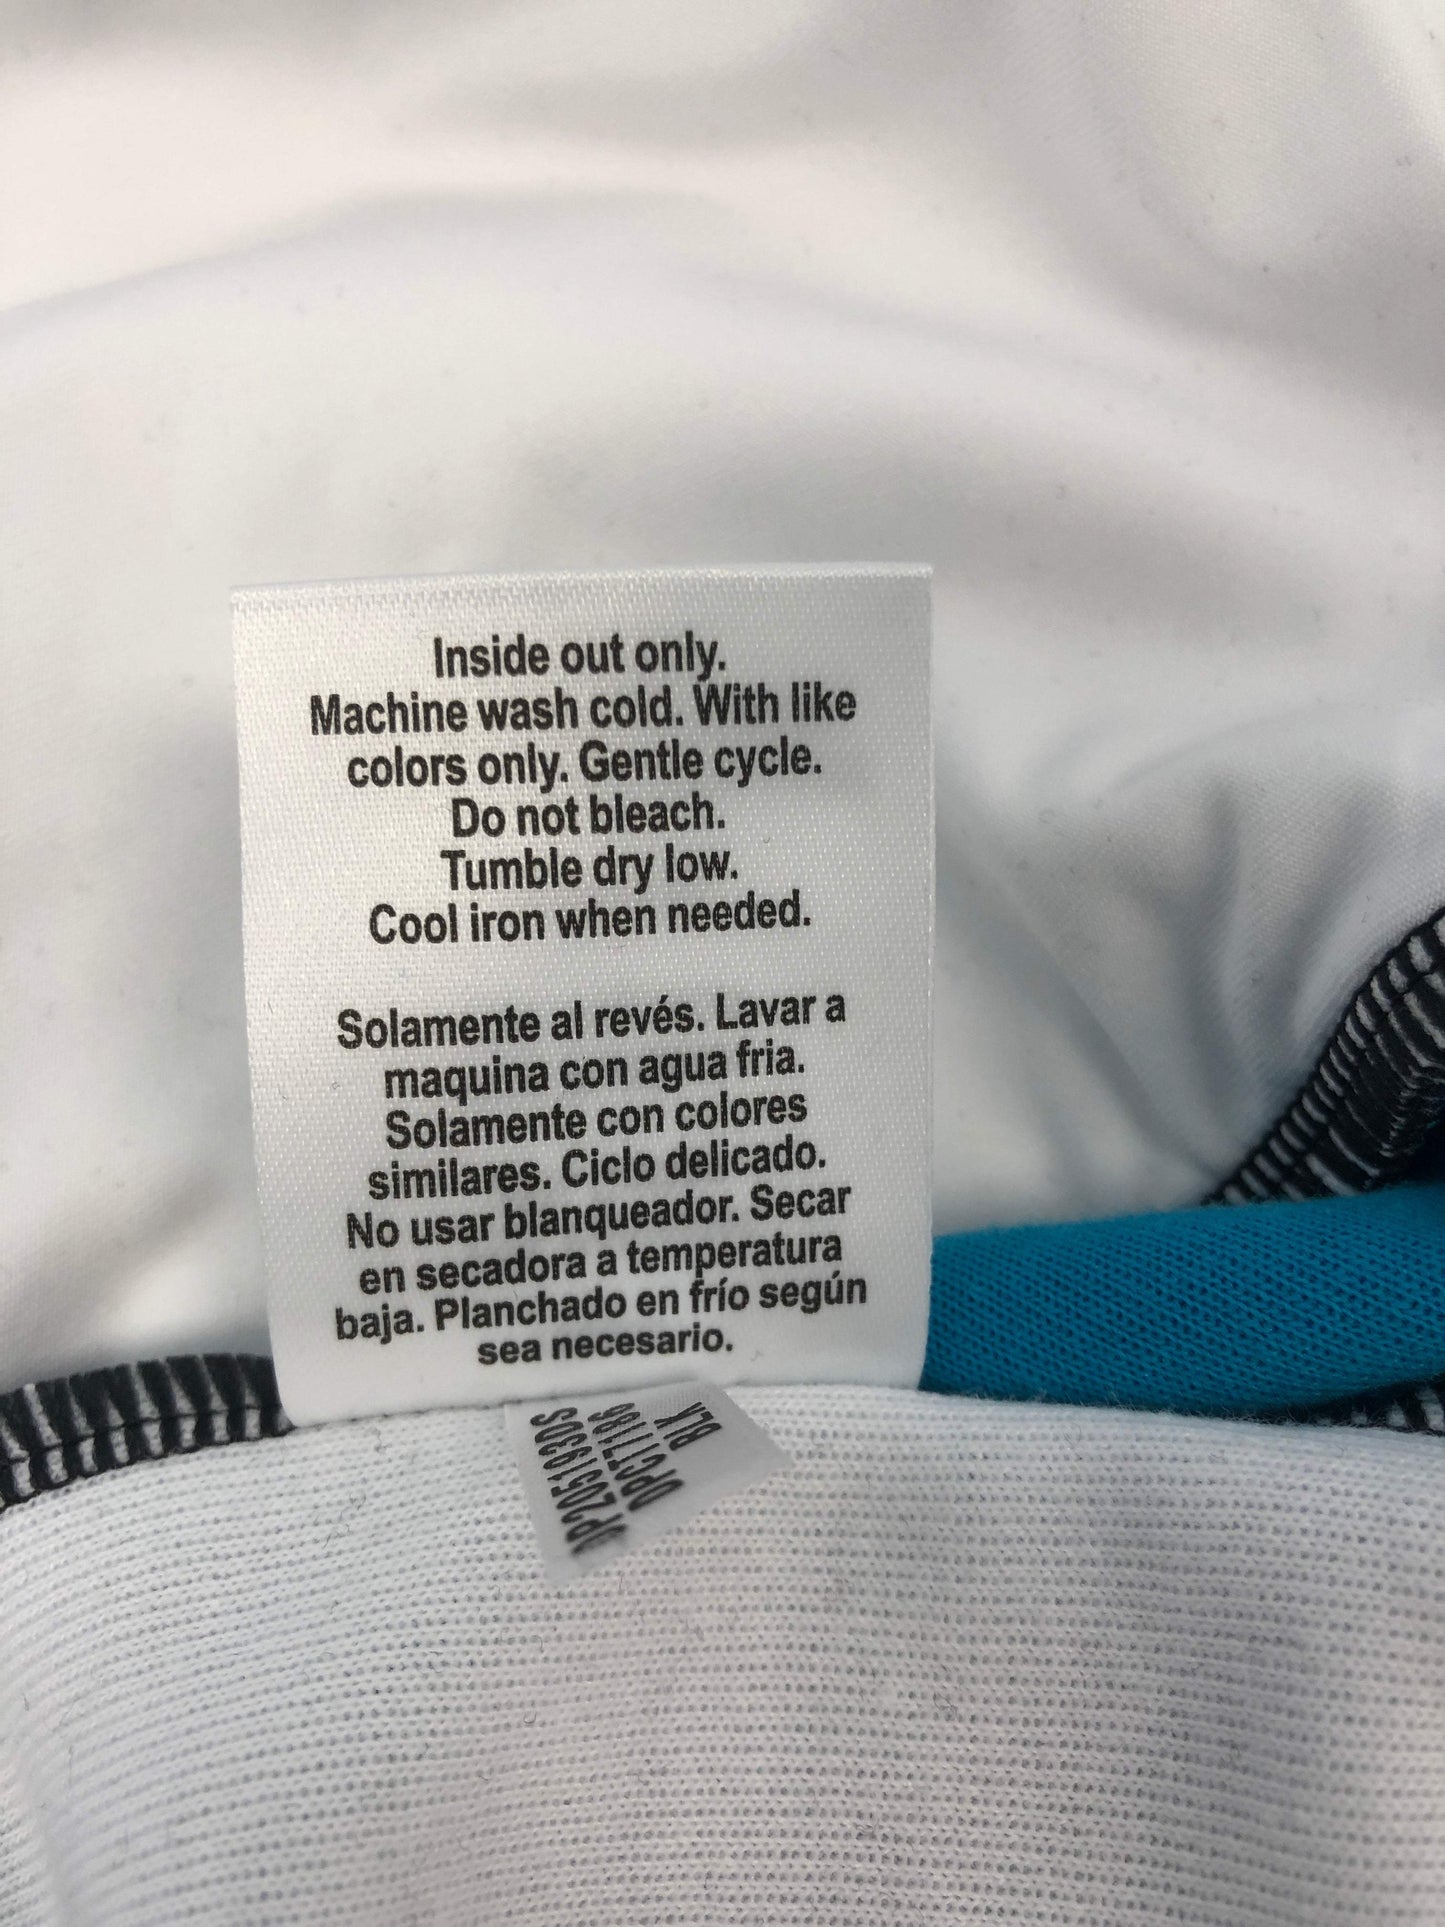 Inside out only.
Machine wash cold. With like
colors only. Gentle cycle.
Do not bleach.
Tumble dry low.
Cool iron when needed.
Solamente al revés. Lavar a
maquina con agua fria.
Solamente con colores
similares. Ciclo delicado.
No usar blanqueador. Secar
en secadora a temperatura
baja. Planchado en frío según
sea necesario.
DPC17186
BLK